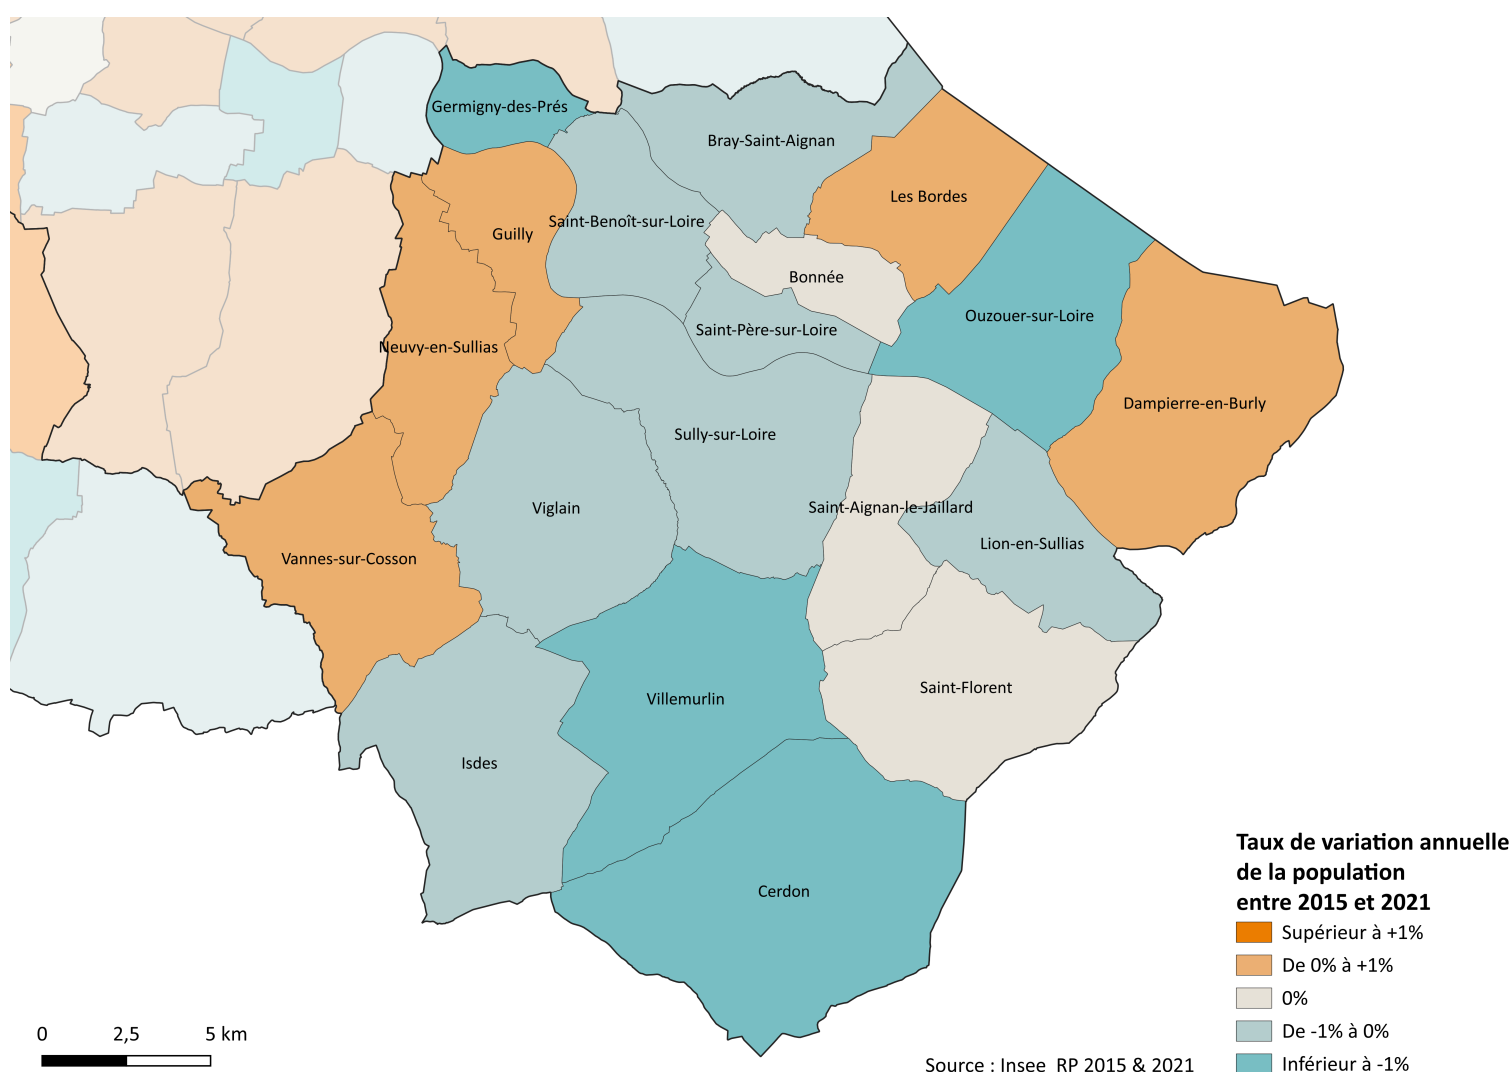 Germigny-des-Prés
Bray-Saint-Aignan
Les Bordes
Saint-Benoît-sur-Loire
Guilly
Bonnée
Ouzouer-sur-Loire
Saint-Père-sur-Loire
Neuvy-en-Sullias
Dampierre-en-Burly
Sully-sur-Loire
Viglain
Saint-Aignan-le-Jaillard
Lion-en-Sullias
Vannes-sur-Cosson
Saint-Florent
Villemurlin
Isdes
Cerdon
Taux de variation annuelle
de la population
entre 2015 et 2021
Supérieur à +1%
De 0% à +1%
0%
De -1% à 0%
Inférieur à -1%
0 2,5 5 km
Source : Insee RP 2015 & 2021